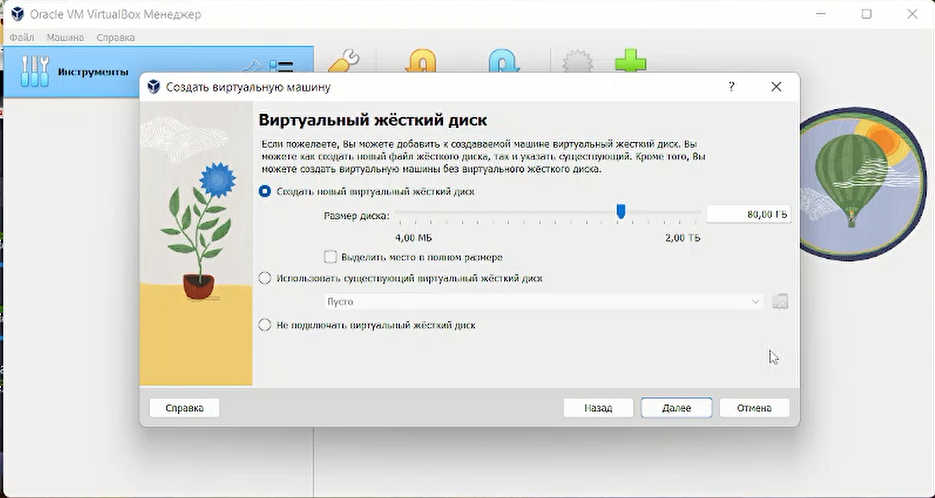 Oracle VM VirtualBox Менеджер
Файл Машина Справка
Инструменты
Создать виртуальную машину
?
Виртуальный жёсткий диск
Если пожелаете, Вы можете добавить к создаваемой машине виртуальный жёсткий диск. Вы
можете как создать новый файл жёсткого диска, так и указать существующий. Кроме того, Вы
можете создать виртуальную машины без виртуального жёсткого диска.
Создать новый виртуальный жёсткий диск
Размер диска:
80,00 ГБ
4,00 МБ 2,00 ТБ
Выделить место в полном размере
Использовать существующий виртуальный жёсткий диск
Пусто
Не подключать виртуальный жёсткий диск
Справка Назад Далее Отмена